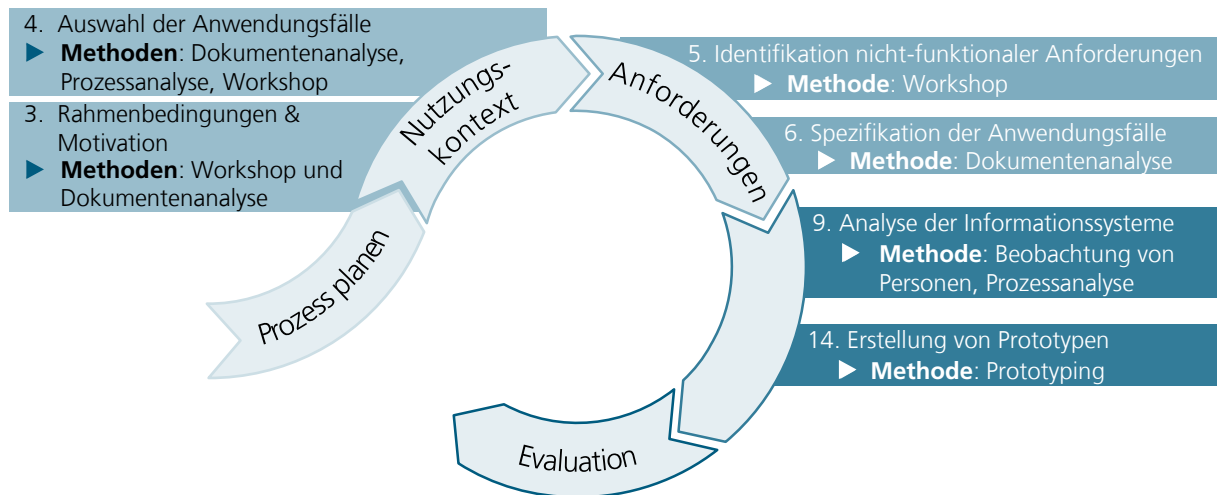 4. Auswahl der Anwendungsfälle
▶ Methoden: Dokumentenanalyse,
Prozessanalyse, Workshop
3. Rahmenbedingungen &
Motivation
▶ Methoden: Workshop und
Dokumentenanalyse
Prozess planen
Nutzungs-
kontext
Anforderungen
5. Identifikation nicht-funktionaler Anforderungen
▶ Methode: Workshop
6. Spezifikation der Anwendungsfälle
▶ Methode: Dokumentenanalyse
9. Analyse der Informationssysteme
▶ Methode: Beobachtung von
Personen, Prozessanalyse
14. Erstellung von Prototypen
▶ Methode: Prototyping
Evaluation